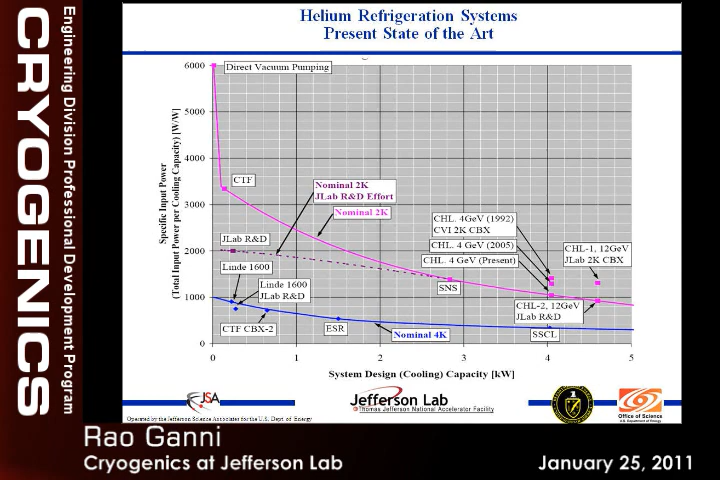 Engineering Division Professional Development Program
CRYOGENICS
Helium Refrigeration Systems
Present State of the Art
6000
5000
4000
3000
2000
1000
0
Specific Input Power
(Total Input Power per Cooling Capacity) [W/W]
Direct Vacuum Pumping
CTF
Nominal 2K
JLab R&D Effort
Nominal 2K
JLab R&D
Linde 1600
Linde 1600
JLab R&D
CTF CBX-2
ESR
Nominal 4K
SNS
CHL. 4GeV (1992)
CVI 2K CBX
CHL. 4 GeV (2005)
CHL. 4 GeV (Present)
CHL-1, 12GeV
JLab 2K CBX
CHL-2, 12GeV
JLab R&D
SSCL
0
1
2
3
4
5
System Design (Cooling) Capacity [kW]
JSA
Operated by the Jefferson Science Associates for the U.S. Dept. of Energy
Jefferson Lab
Thomas Jefferson National Accelerator Facility
Office of Science
U.S. Department of Energy
Rao Ganni
Cryogenics at Jefferson Lab
January 25, 2011